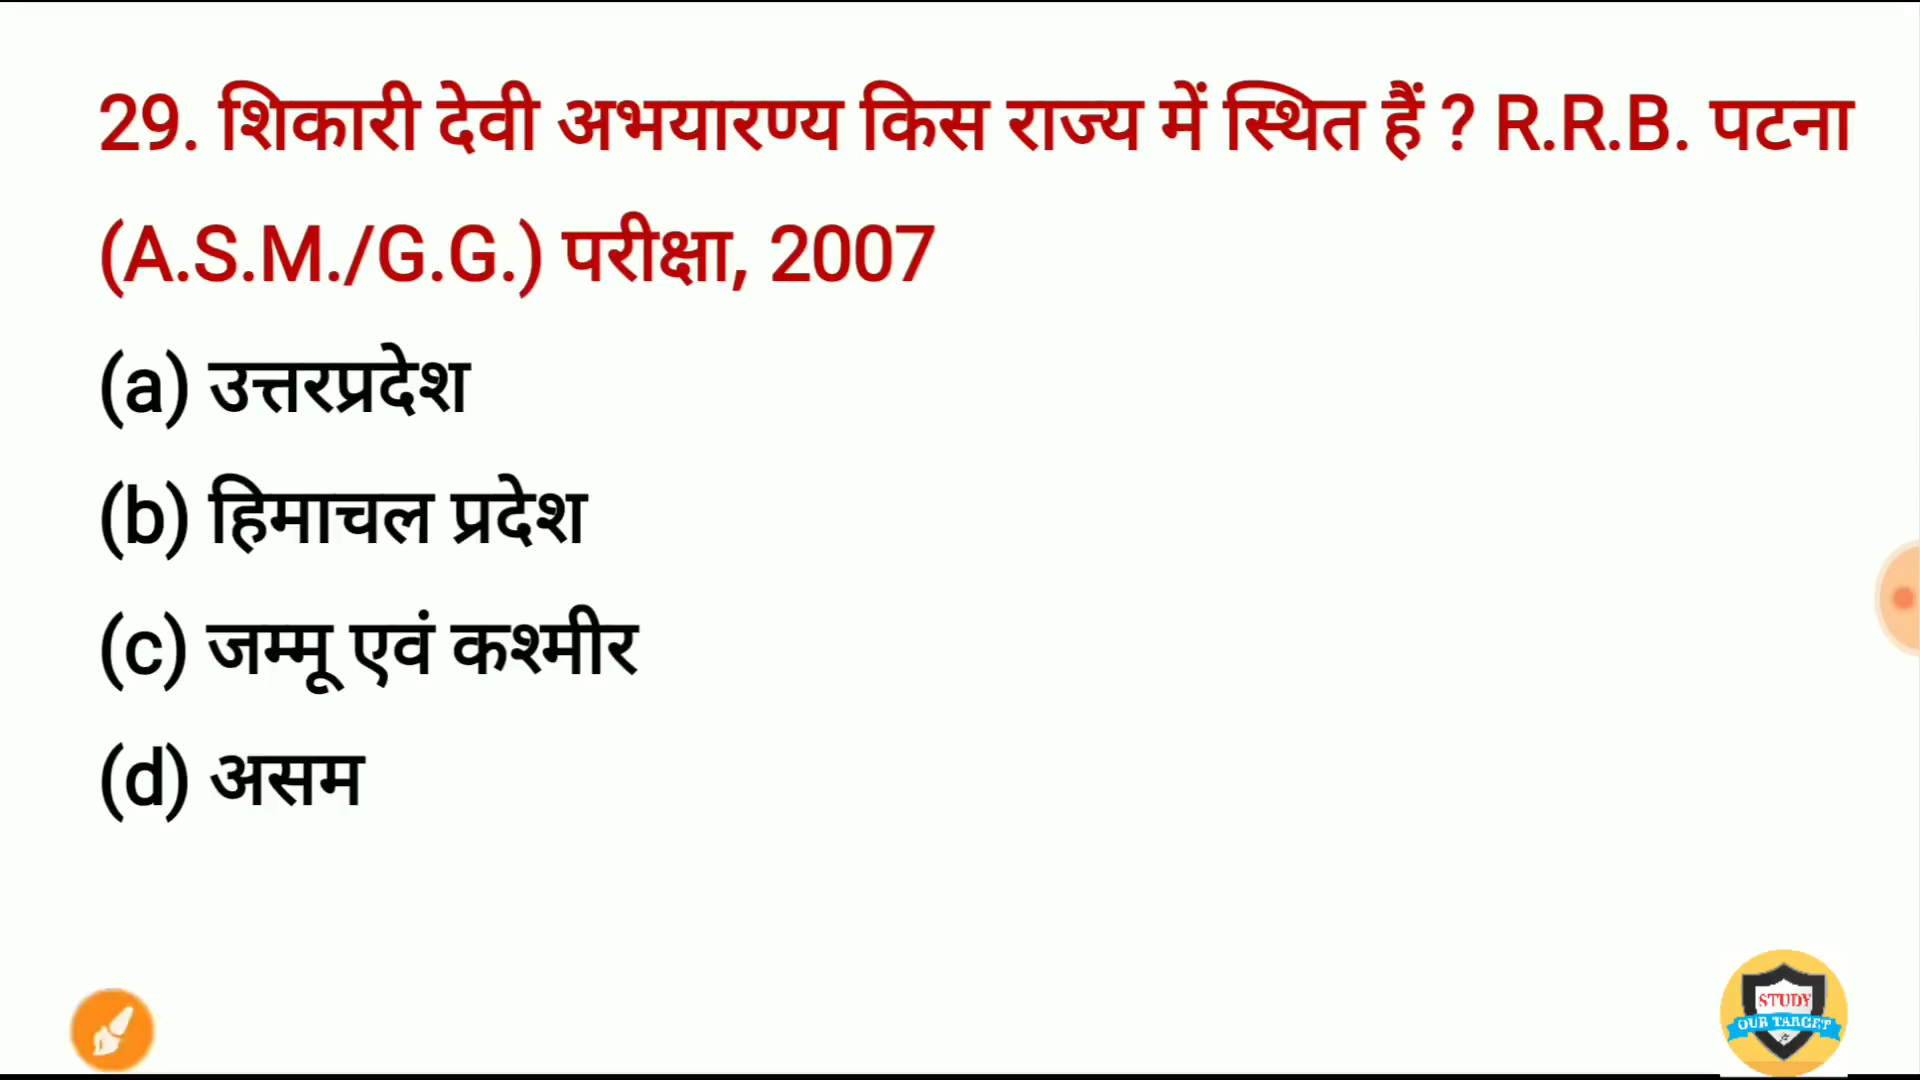 29. शिकारी देवी अभयारण्य किस राज्य में स्थित हैं ? R.R.B. पटना
(A.S.M./G.G.) परीक्षा, 2007
(a) उत्तरप्रदेश
(b) हिमाचल प्रदेश
(c) जम्मू एवं कश्मीर
(d) असम
STUDY
OUR TARGET